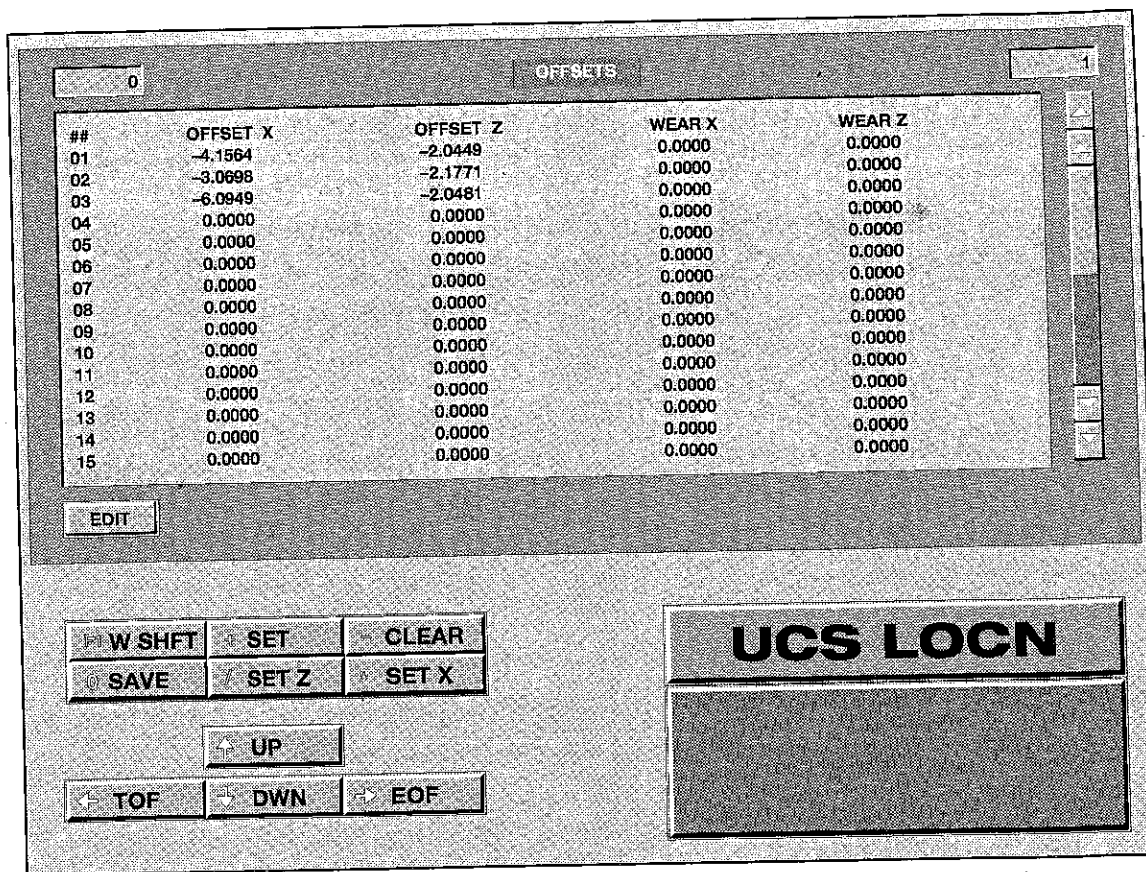 0 OFFSETS 1
## OFFSET X OFFSET Z WEAR X WEAR Z
01 -4.1564 -2.0449 0.0000 0.0000
02 -3.0698 -2.1771 0.0000 0.0000
03 -6.0949 -2.0481 0.0000 0.0000
04 0.0000 0.0000 0.0000 0.0000
05 0.0000 0.0000 0.0000 0.0000
06 0.0000 0.0000 0.0000 0.0000
07 0.0000 0.0000 0.0000 0.0000
08 0.0000 0.0000 0.0000 0.0000
09 0.0000 0.0000 0.0000 0.0000
10 0.0000 0.0000 0.0000 0.0000
11 0.0000 0.0000 0.0000 0.0000
12 0.0000 0.0000 0.0000 0.0000
13 0.0000 0.0000 0.0000 0.0000
14 0.0000 0.0000 0.0000 0.0000
15 0.0000 0.0000 0.0000 0.0000
EDIT
W SHFT + SET CLEAR
0 SAVE / SET Z * SET X
UCS LOCN
UP
TOF DWN EOF